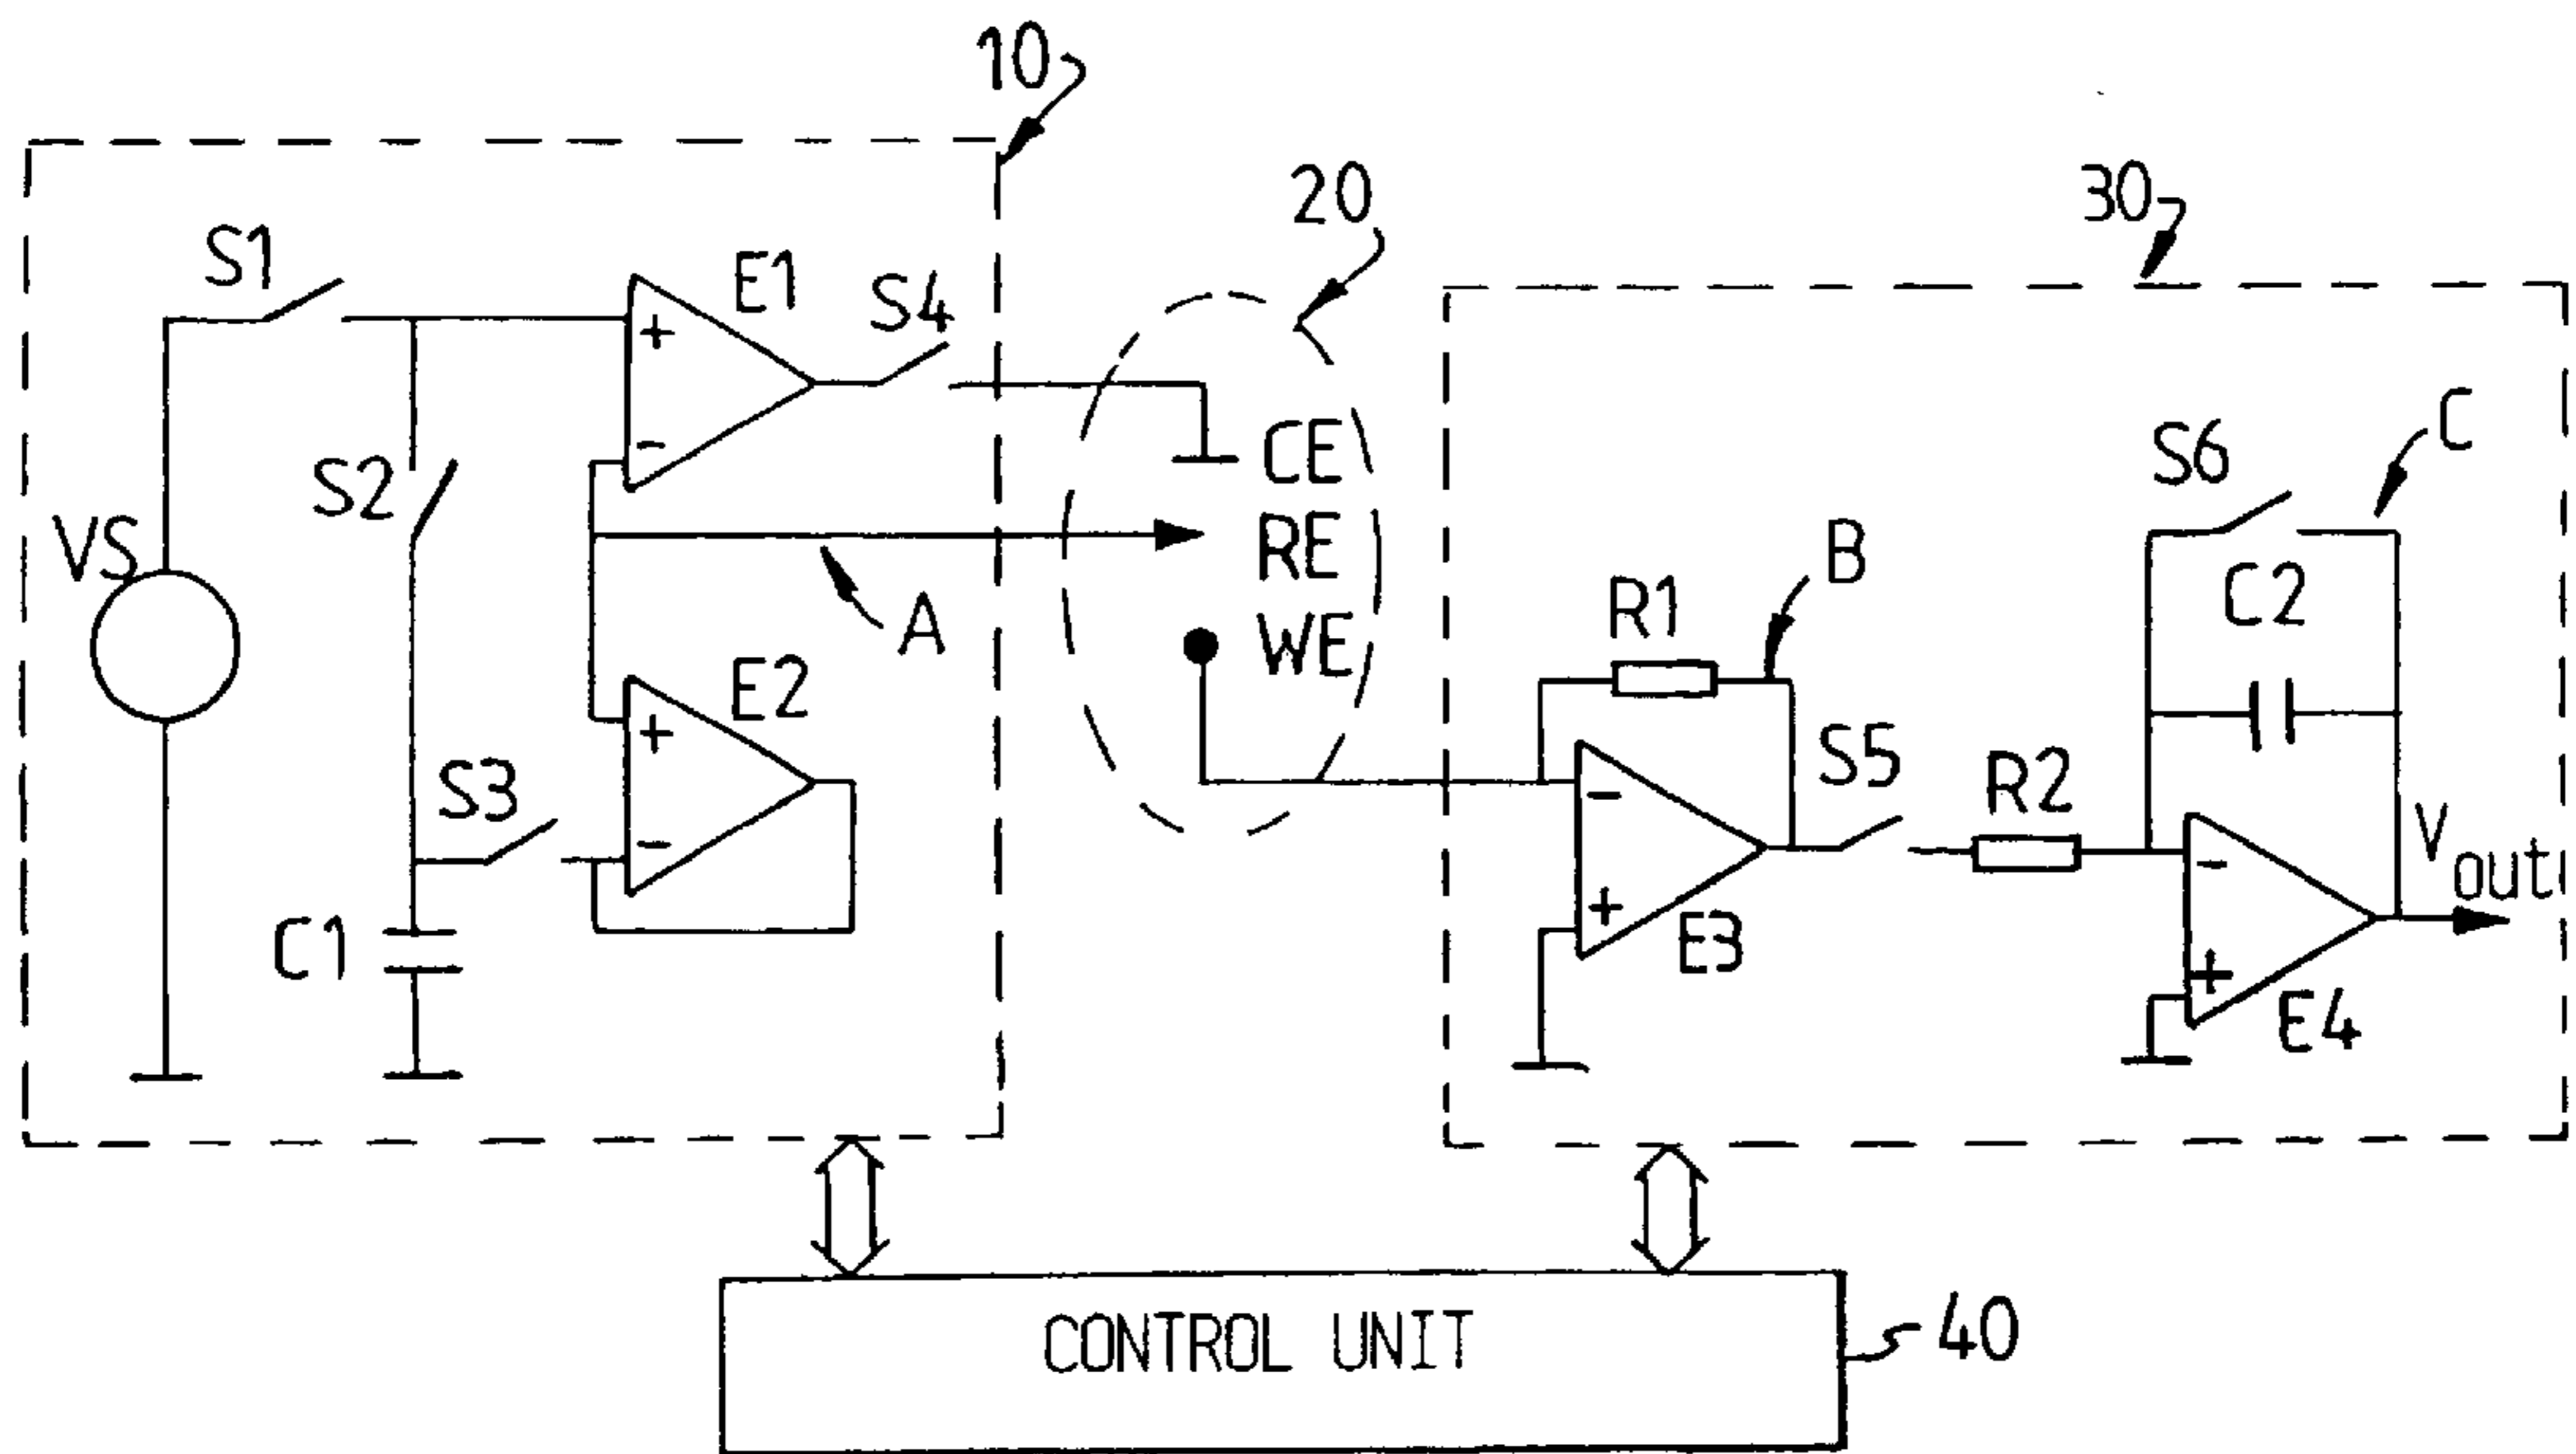 10
20
30
S1
E1
S4
S2
VS
CE
RE
WE
A
S6
C
C2
R1
B
E2
S3
S5
R2
Vout
C1
E3
E4
+
-
+
-
-
+
-
+
CONTROL UNIT
40